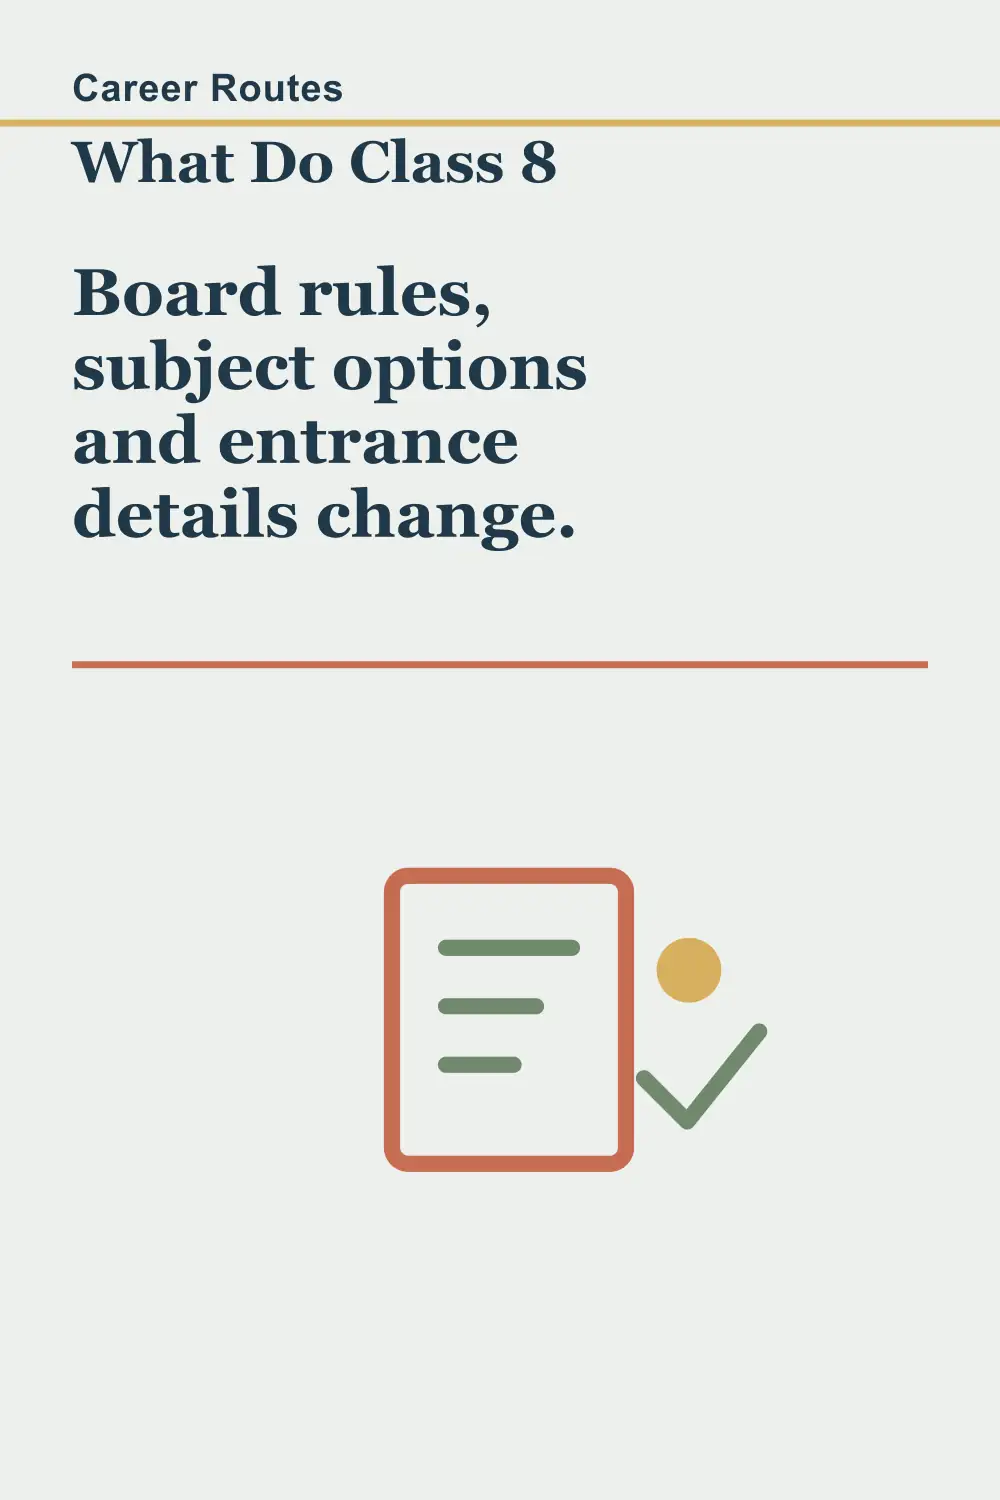 Career Routes
What Do Class 8
Board rules,
subject options
and entrance
details change.